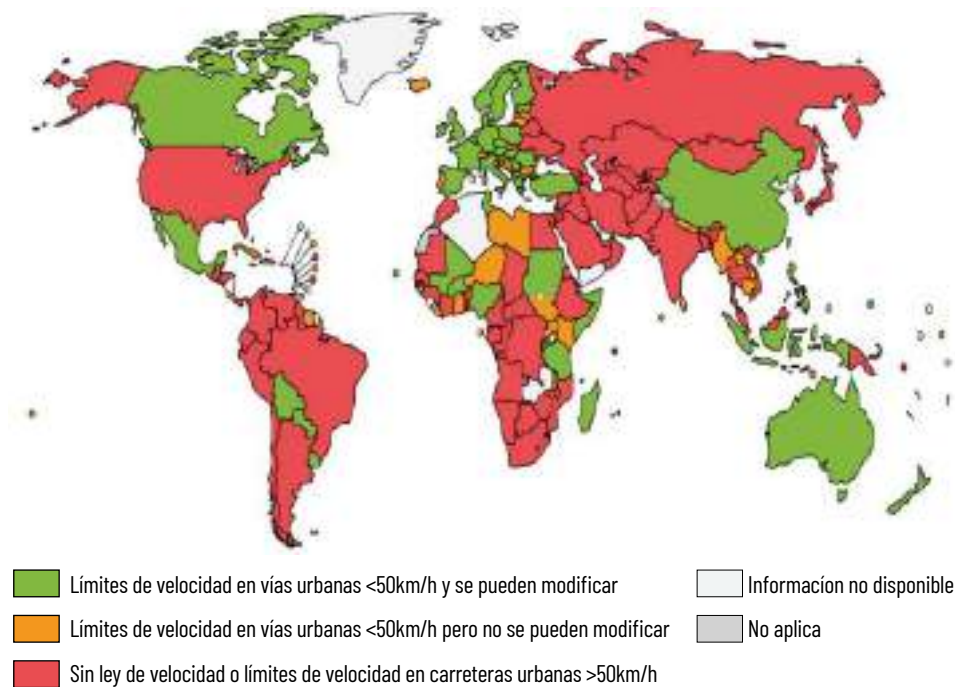 Límites de velocidad en vías urbanas <50km/h y se pueden modificar
Límites de velocidad en vías urbanas <50km/h pero no se pueden modificar
Sin ley de velocidad o límites de velocidad en carreteras urbanas >50km/h
Informacíon no disponible
No aplica